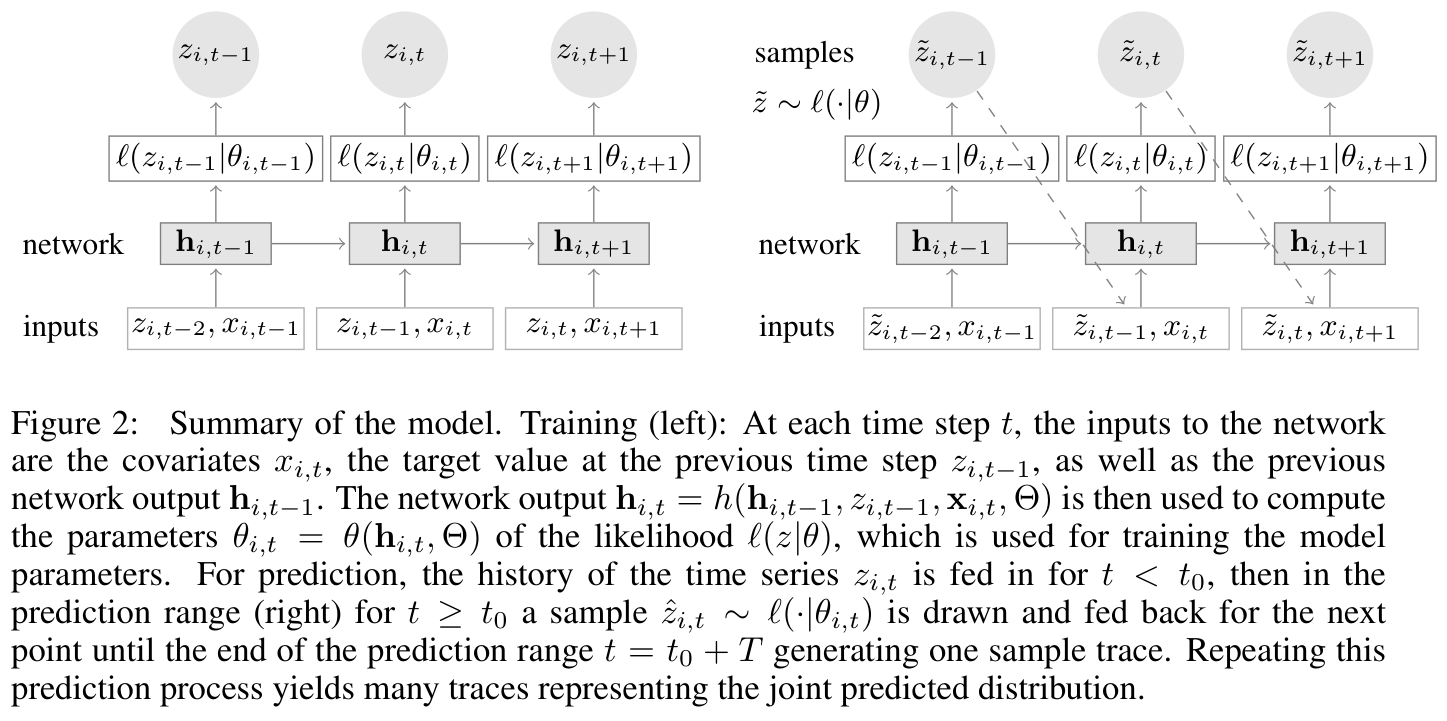 z_{i,t−1} z_{i,t} z_{i,t+1}
ℓ(z_{i,t−1}|θ_{i,t−1}) ℓ(z_{i,t}|θ_{i,t}) ℓ(z_{i,t+1}|θ_{i,t+1})
network h_{i,t−1} h_{i,t} h_{i,t+1}
inputs z_{i,t−2}, x_{i,t−1} z_{i,t−1}, x_{i,t} z_{i,t}, x_{i,t+1}
samples z̃_{i,t−1} z̃_{i,t} z̃_{i,t+1}
z̃ ∼ ℓ(·|θ)
ℓ(z_{i,t−1}|θ_{i,t−1}) ℓ(z_{i,t}|θ_{i,t}) ℓ(z_{i,t+1}|θ_{i,t+1})
network h_{i,t−1} h_{i,t} h_{i,t+1}
inputs z̃_{i,t−2}, x_{i,t−1} z̃_{i,t−1}, x_{i,t} z̃_{i,t}, x_{i,t+1}
Figure 2: Summary of the model. Training (left): At each time step t, the inputs to the network
are the covariates x_{i,t}, the target value at the previous time step z_{i,t−1}, as well as the previous
network output h_{i,t−1}. The network output h_{i,t} = h(h_{i,t−1}, z_{i,t−1}, x_{i,t}, Θ) is then used to compute
the parameters θ_{i,t} = θ(h_{i,t}, Θ) of the likelihood ℓ(z|θ), which is used for training the model
parameters. For prediction, the history of the time series z_{i,t} is fed in for t < t_0, then in the
prediction range (right) for t ≥ t_0 a sample ẑ_{i,t} ∼ ℓ(·|θ_{i,t}) is drawn and fed back for the next
point until the end of the prediction range t = t_0 + T generating one sample trace. Repeating this
prediction process yields many traces representing the joint predicted distribution.